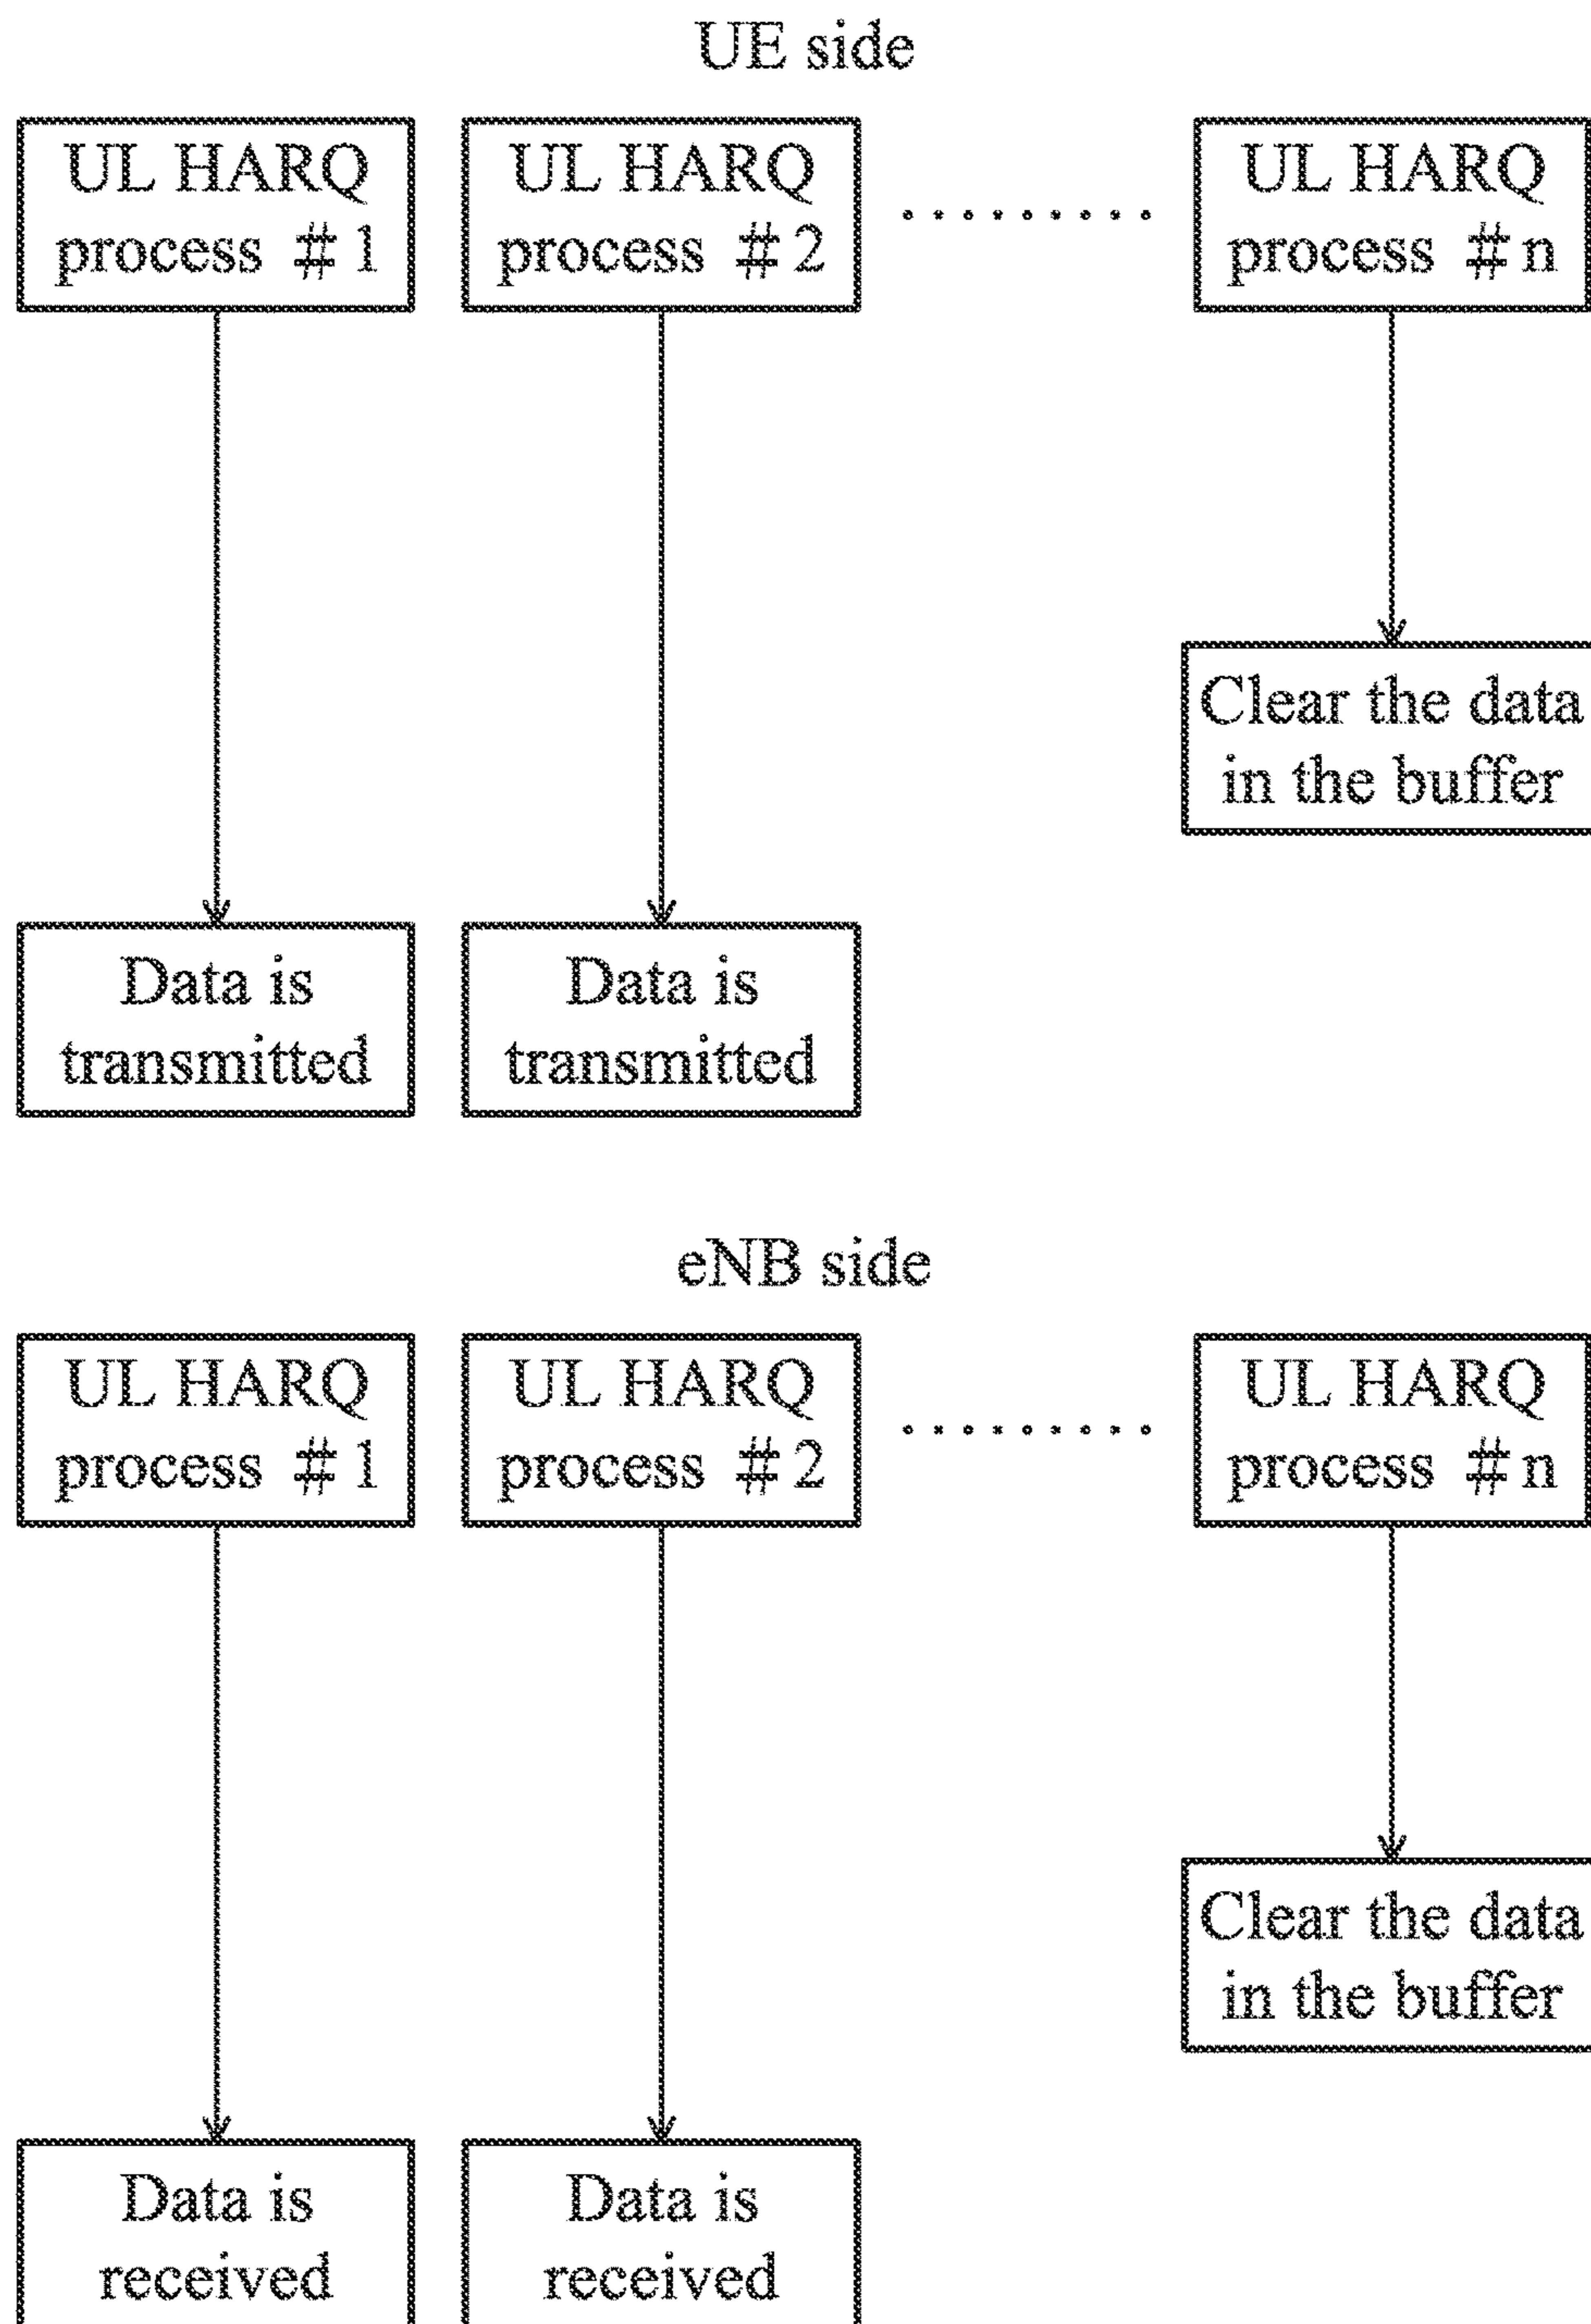 UE side
UL HARQ
process # 1
UL HARQ
process # 2
UL HARQ
process # n
Clear the data
in the buffer
Data is
transmitted
Data is
transmitted
eNB side
UL HARQ
process # 1
UL HARQ
process # 2
UL HARQ
process # n
Clear the data
in the buffer
Data is
received
Data is
received